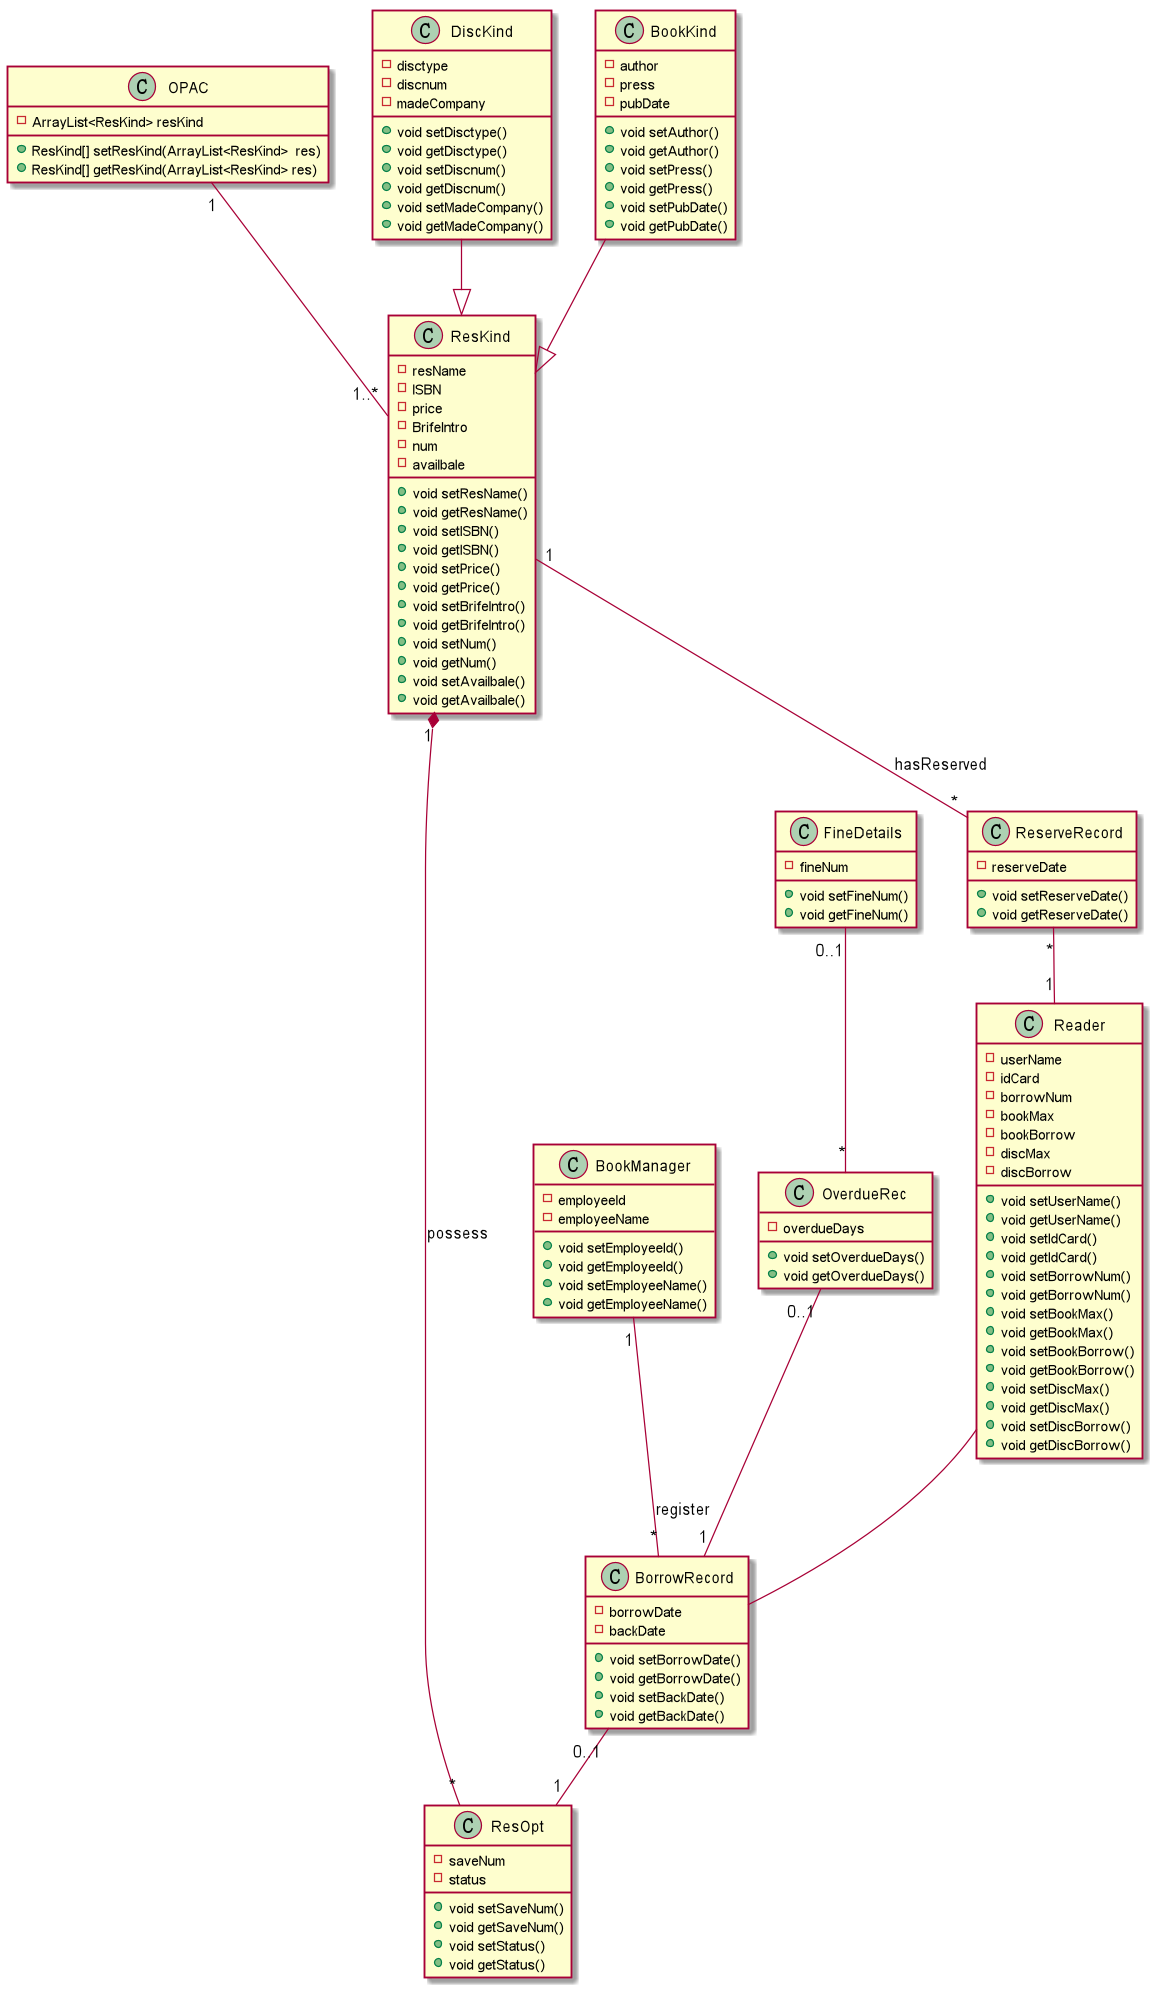 C DiscKind
disctype
discnum
madeCompany
void setDisctype()
void getDisctype()
void setDiscnum()
void getDiscnum()
void setMadeCompany()
void getMadeCompany()
C BookKind
author
press
pubDate
void setAuthor()
void getAuthor()
void setPress()
void getPress()
void setPubDate()
void getPubDate()
C OPAC
ArrayList<ResKind> resKind
ResKind[] setResKind(ArrayList<ResKind>  res)
ResKind[] getResKind(ArrayList<ResKind> res)
1
1..*
C ResKind
resName
ISBN
price
BrifeIntro
num
availbale
void setResName()
void getResName()
void setISBN()
void getISBN()
void setPrice()
void getPrice()
void setBrifeIntro()
void getBrifeIntro()
void setNum()
void getNum()
void setAvailbale()
void getAvailbale()
1
1
hasReserved
*
C FineDetails
fineNum
void setFineNum()
void getFineNum()
0..1
*
C ReserveRecord
reserveDate
void setReserveDate()
void getReserveDate()
*
1
C Reader
userName
idCard
borrowNum
bookMax
bookBorrow
discMax
discBorrow
void setUserName()
void getUserName()
void setIdCard()
void getIdCard()
void setBorrowNum()
void getBorrowNum()
void setBookMax()
void getBookMax()
void setBookBorrow()
void getBookBorrow()
void setDiscMax()
void getDiscMax()
void setDiscBorrow()
void getDiscBorrow()
possess
C BookManager
employeeId
employeeName
void setEmployeeId()
void getEmployeeId()
void setEmployeeName()
void getEmployeeName()
1
C OverdueRec
overdueDays
void setOverdueDays()
void getOverdueDays()
0..1
register
*
1
C BorrowRecord
borrowDate
backDate
void setBorrowDate()
void getBorrowDate()
void setBackDate()
void getBackDate()
0..1
*
1
C ResOpt
saveNum
status
void setSaveNum()
void getSaveNum()
void setStatus()
void getStatus()